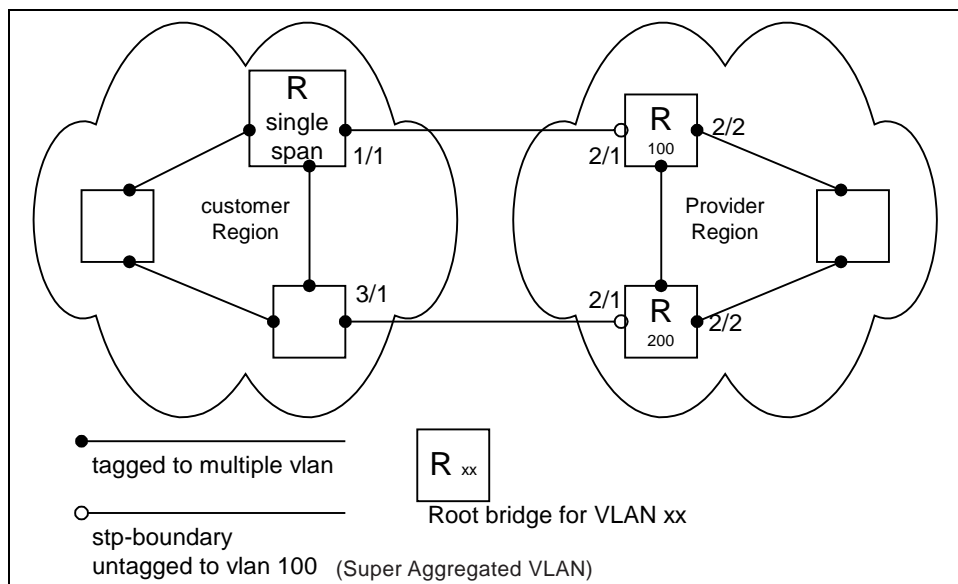 R
single
span
1/1
R
100
2/1
2/2
customer
Region
Provider
Region
3/1
2/1
R
200
2/2
tagged to multiple vlan
R xx
Root bridge for VLAN xx
stp-boundary
untagged to vlan 100 (Super Aggregated VLAN)